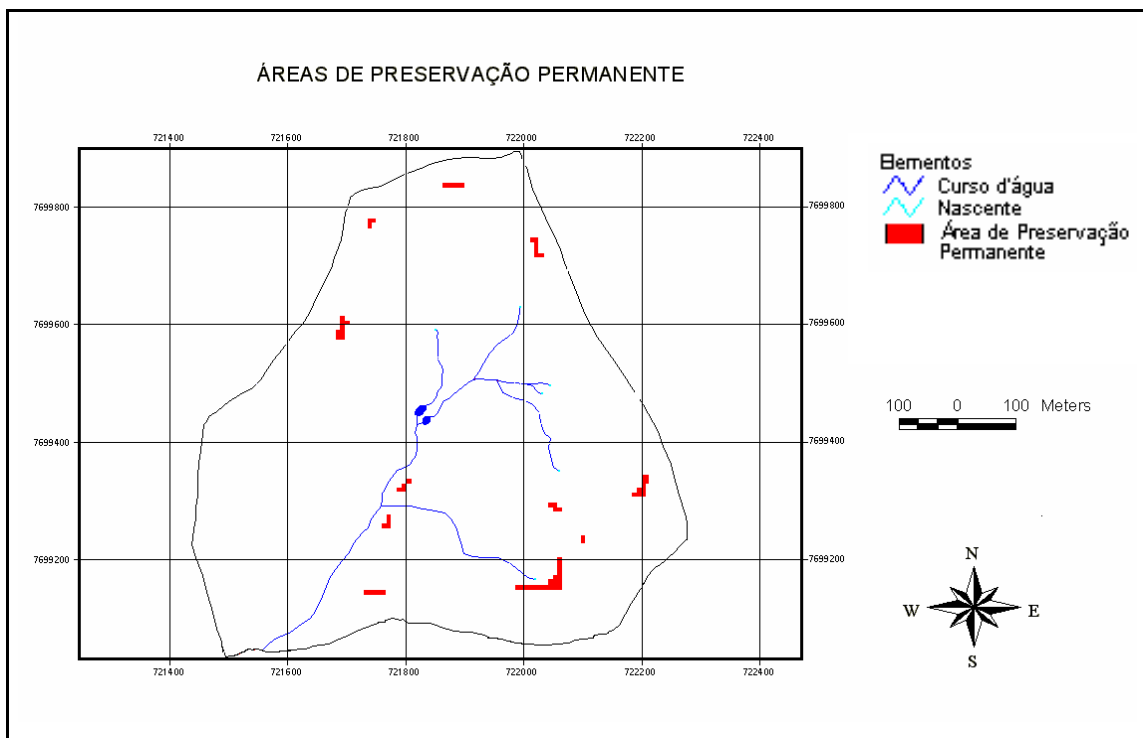 ÁREAS DE PRESERVAÇÃO PERMANENTE
721400 721600 721800 722000 722200 722400
7699800 7699800
7699600 7699600
7699400 7699400
7699200 7699200
721400 721600 721800 722000 722200 722400
Elementos
Curso d'água
Nascente
Área de Preservação
Permanente
100 0 100 Meters
N
W E
S